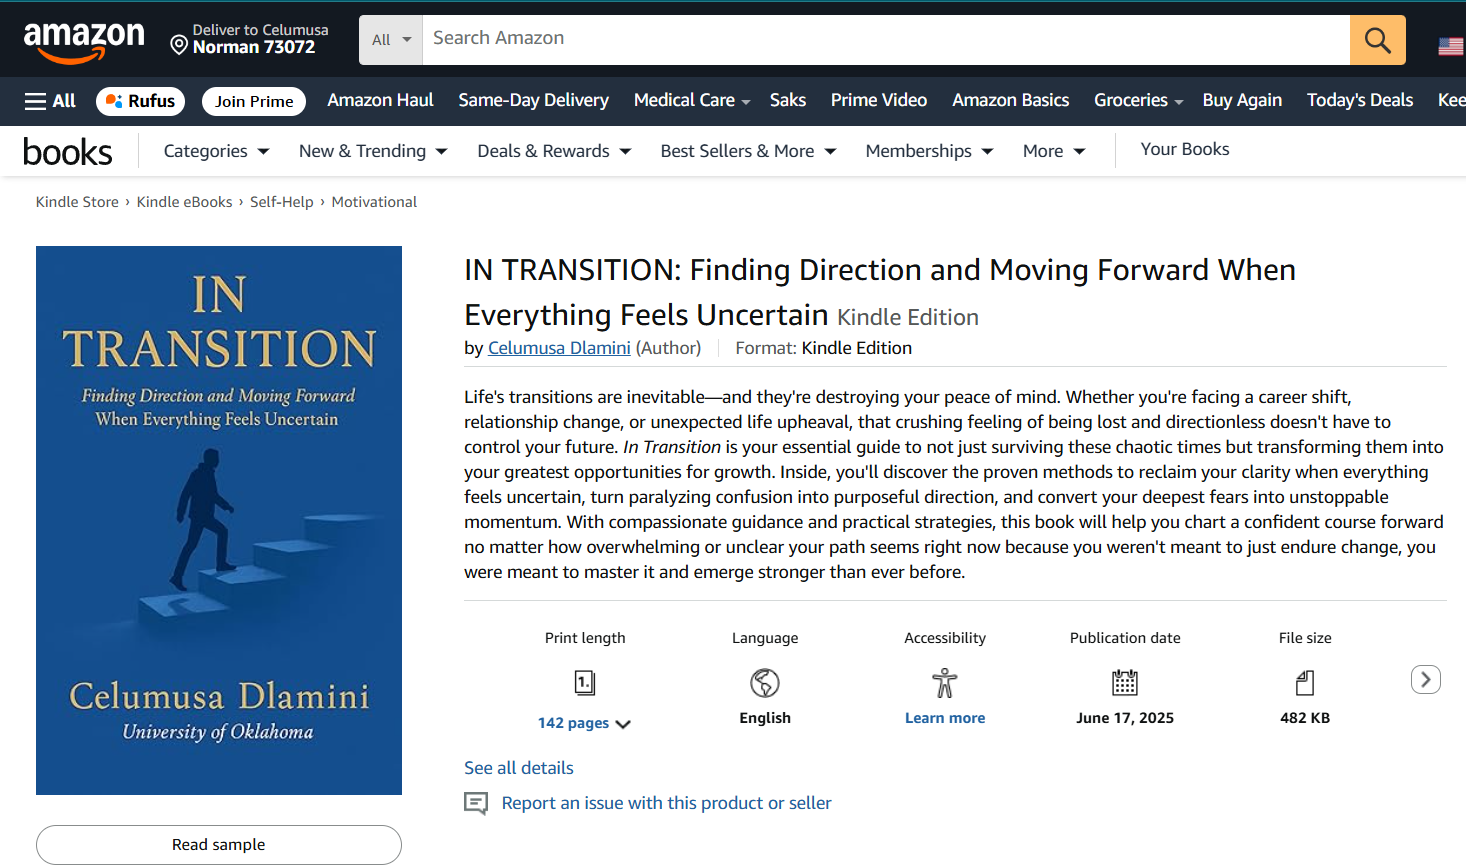 amazon
Deliver to Celumusa
Norman 73072
All
Search Amazon
All
Rufus
Join Prime
Amazon Haul
Same-Day Delivery
Medical Care
Saks
Prime Video
Amazon Basics
Groceries
Buy Again
Today's Deals
Kee
books
Categories
New & Trending
Deals & Rewards
Best Sellers & More
Memberships
More
Your Books
Kindle Store › Kindle eBooks › Self-Help › Motivational
IN
TRANSITION
Finding Direction and Moving Forward
When Everything Feels Uncertain
Celumusa Dlamini
University of Oklahoma
Read sample
IN TRANSITION: Finding Direction and Moving Forward When
Everything Feels Uncertain Kindle Edition
by Celumusa Dlamini (Author) Format: Kindle Edition
Life's transitions are inevitable—and they're destroying your peace of mind. Whether you're facing a career shift,
relationship change, or unexpected life upheaval, that crushing feeling of being lost and directionless doesn't have to
control your future. In Transition is your essential guide to not just surviving these chaotic times but transforming them into
your greatest opportunities for growth. Inside, you'll discover the proven methods to reclaim your clarity when everything
feels uncertain, turn paralyzing confusion into purposeful direction, and convert your deepest fears into unstoppable
momentum. With compassionate guidance and practical strategies, this book will help you chart a confident course forward
no matter how overwhelming or unclear your path seems right now because you weren't meant to just endure change, you
were meant to master it and emerge stronger than ever before.
Print length
1.
142 pages
Language
English
Accessibility
Learn more
Publication date
June 17, 2025
File size
482 KB
See all details
Report an issue with this product or seller